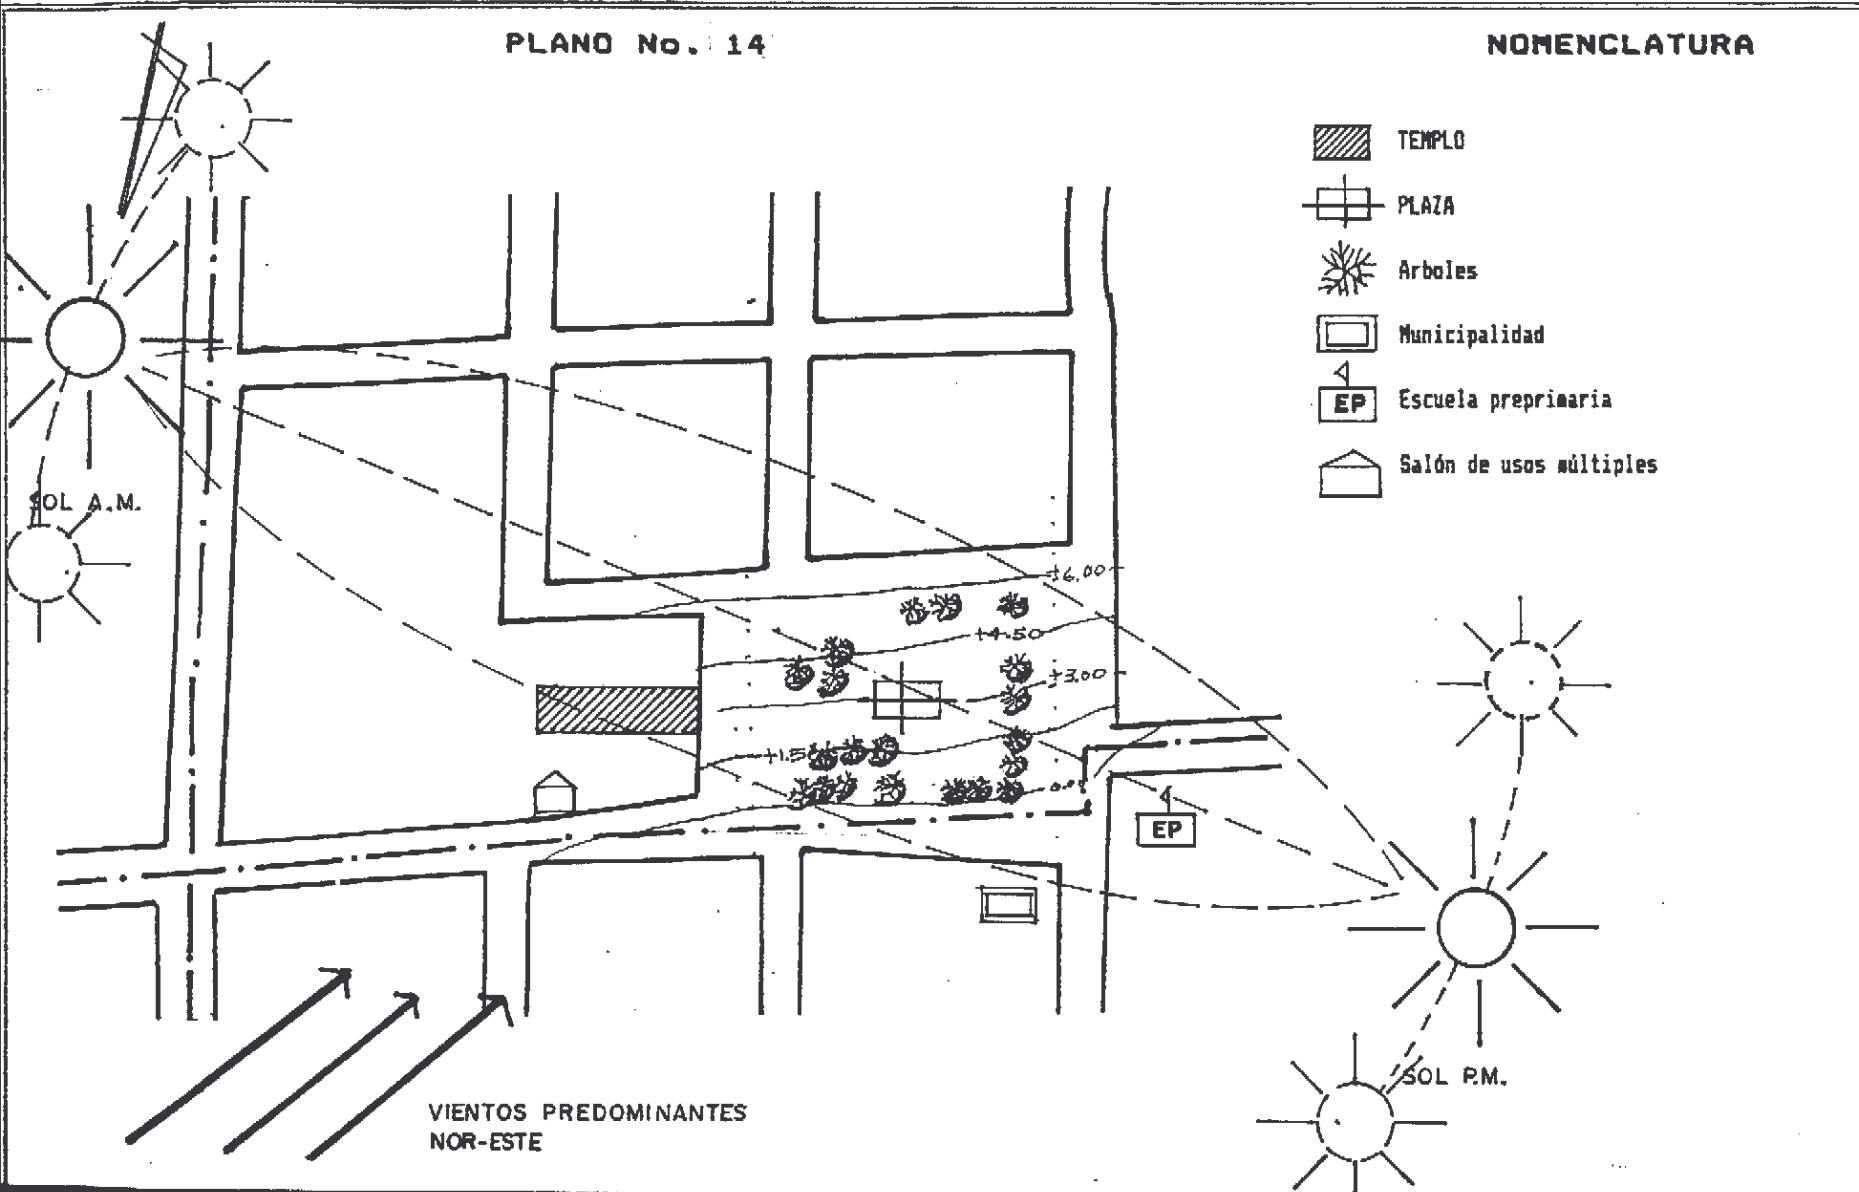 PLANO No. 14
NOMENCLATURA
TEMPLO
PLAZA
Arboles
Municipalidad
EP
Escuela preprimaria
Salón de usos múltiples
SOL A.M.
±6.00
+4.50
±3.00
+1.5
EP
SOL P.M.
VIENTOS PREDOMINANTES
NOR-ESTE